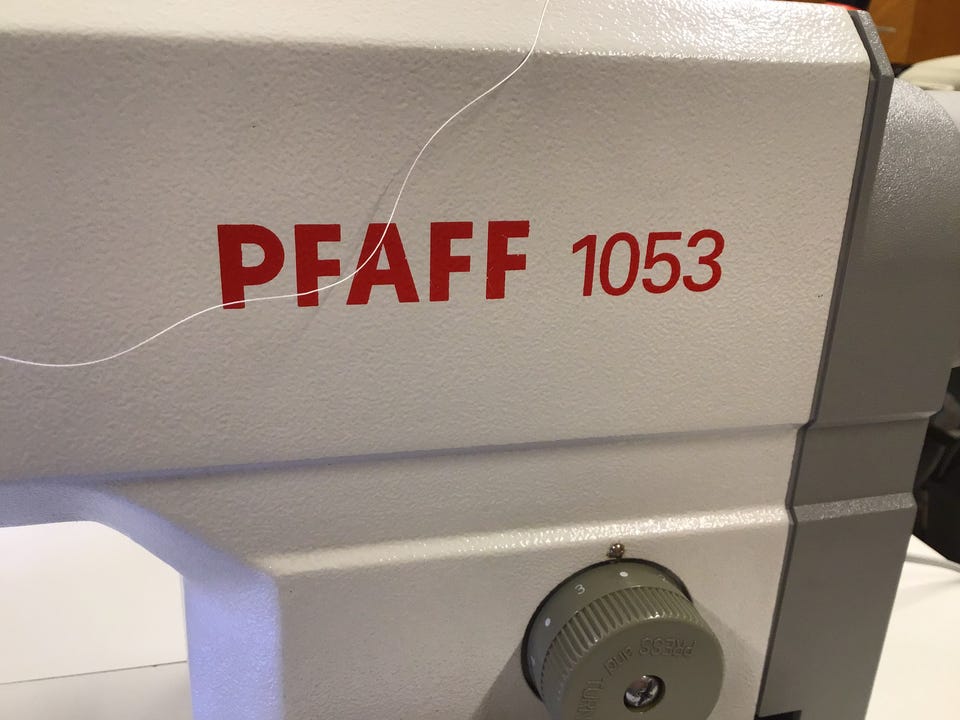 PFAFF 1053
3
PRESS and TURN